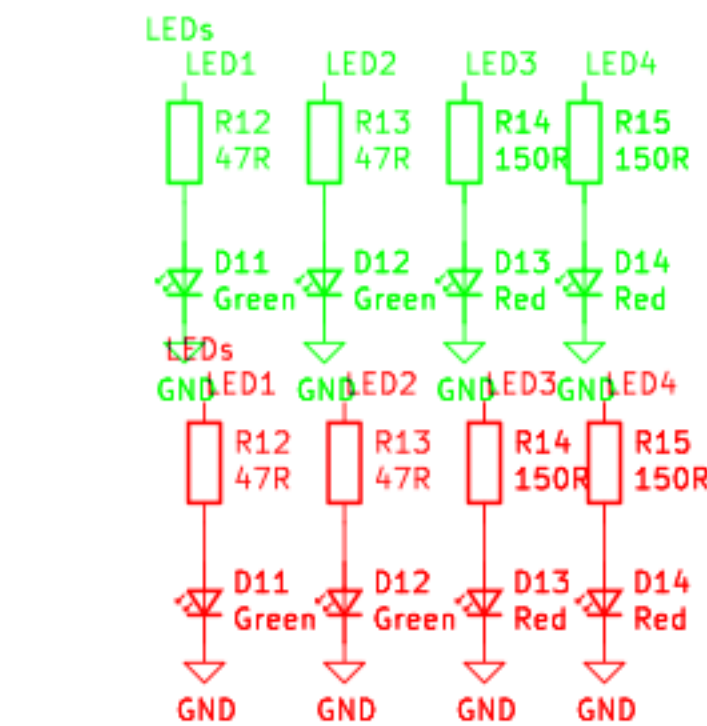 LEDs
LED1 LED2 LED3 LED4
R12 R13 R14 R15
47R 47R 150R 150R
D11 D12 D13 D14
Green Green Red Red
LEDs
GND GND GND GND
LED1 LED2 LED3 LED4
R12 R13 R14 R15
47R 47R 150R 150R
D11 D12 D13 D14
Green Green Red Red
GND GND GND GND